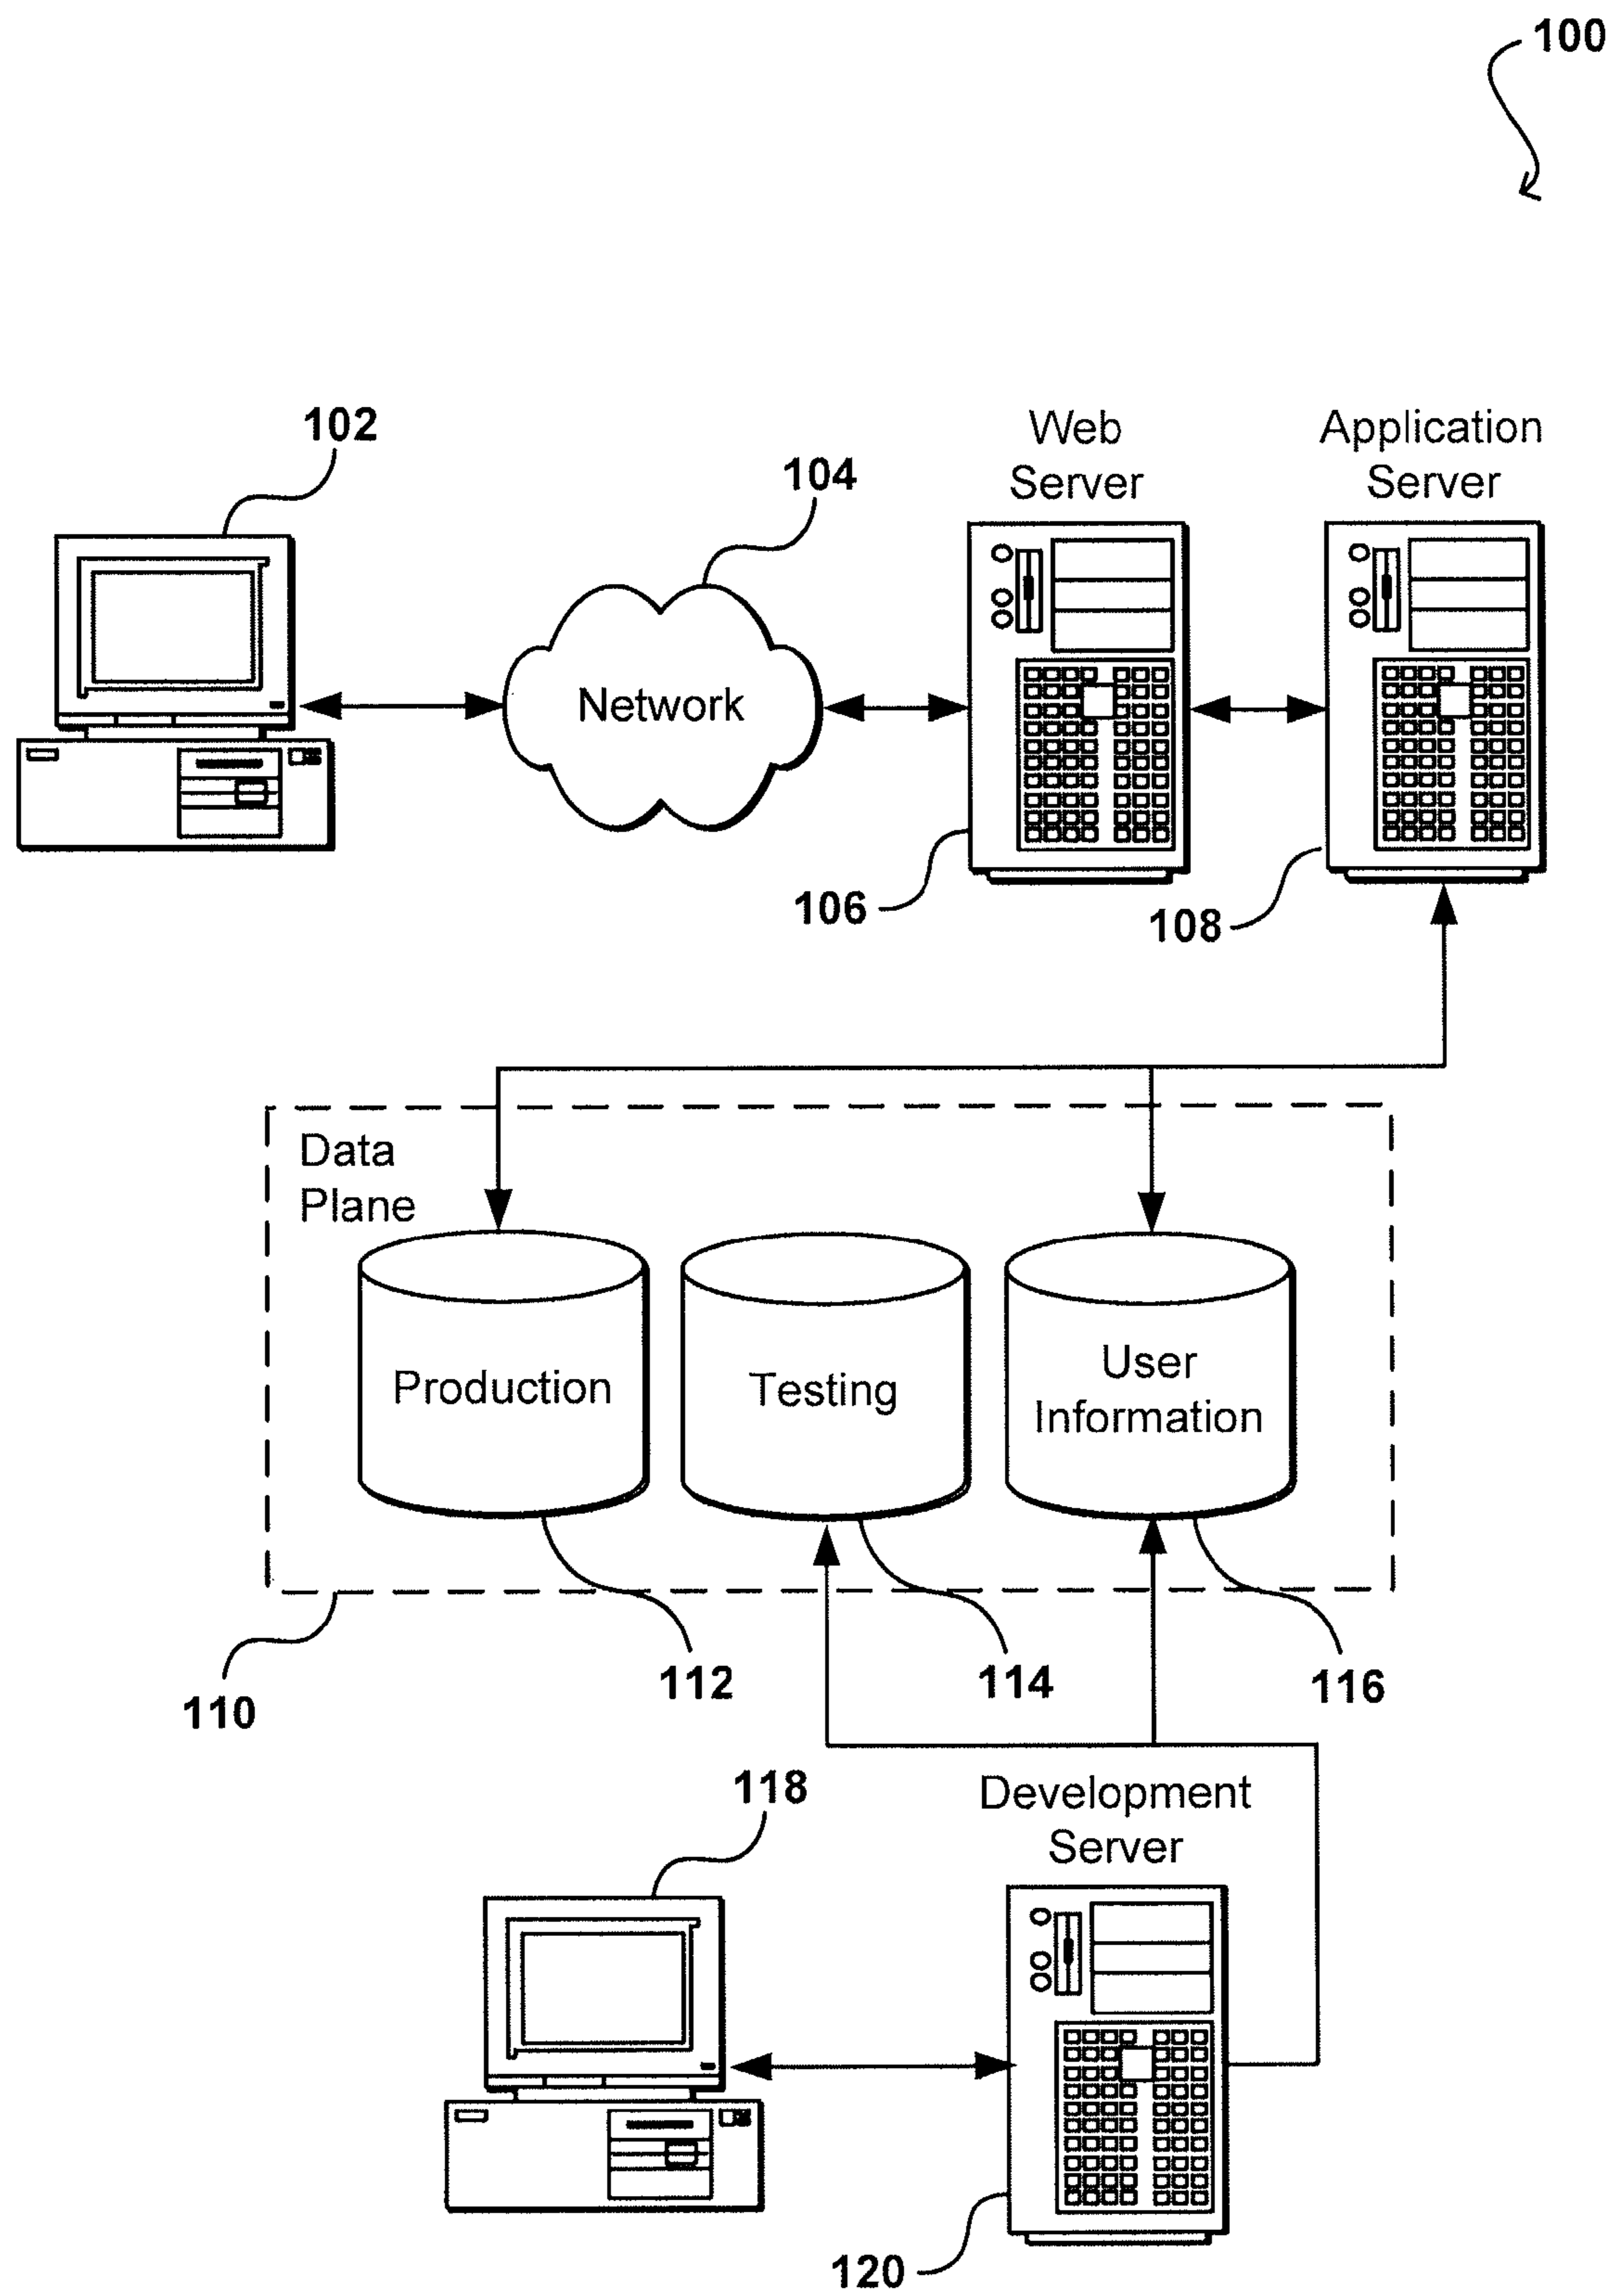 100
102
104
Web
Server
Application
Server
Network
106
108
Data
Plane
Production
Testing
User
Information
110
112
114
116
118
Development
Server
120